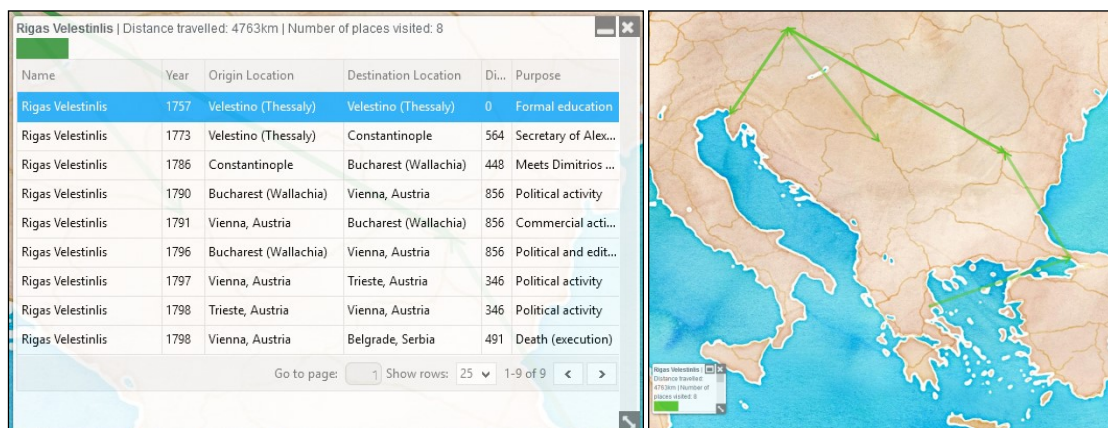 Rigas Velestinlis | Distance travelled: 4763km | Number of places visited: 8
Name Year Origin Location Destination Location Di... Purpose
Rigas Velestinlis 1757 Velestino (Thessaly) Velestino (Thessaly) 0 Formal education
Rigas Velestinlis 1773 Velestino (Thessaly) Constantinople 564 Secretary of Alex...
Rigas Velestinlis 1786 Constantinople Bucharest (Wallachia) 448 Meets Dimitrios ...
Rigas Velestinlis 1790 Bucharest (Wallachia) Vienna, Austria 856 Political activity
Rigas Velestinlis 1791 Vienna, Austria Bucharest (Wallachia) 856 Commercial acti...
Rigas Velestinlis 1796 Bucharest (Wallachia) Vienna, Austria 856 Political and edit...
Rigas Velestinlis 1797 Vienna, Austria Trieste, Austria 346 Political activity
Rigas Velestinlis 1798 Trieste, Austria Vienna, Austria 346 Political activity
Rigas Velestinlis 1798 Vienna, Austria Belgrade, Serbia 491 Death (execution)
Go to page: 1 Show rows: 25 1-9 of 9 < >
Rigas Velestinlis |
Distance travelled:
4763km | Number of
places visited: 8